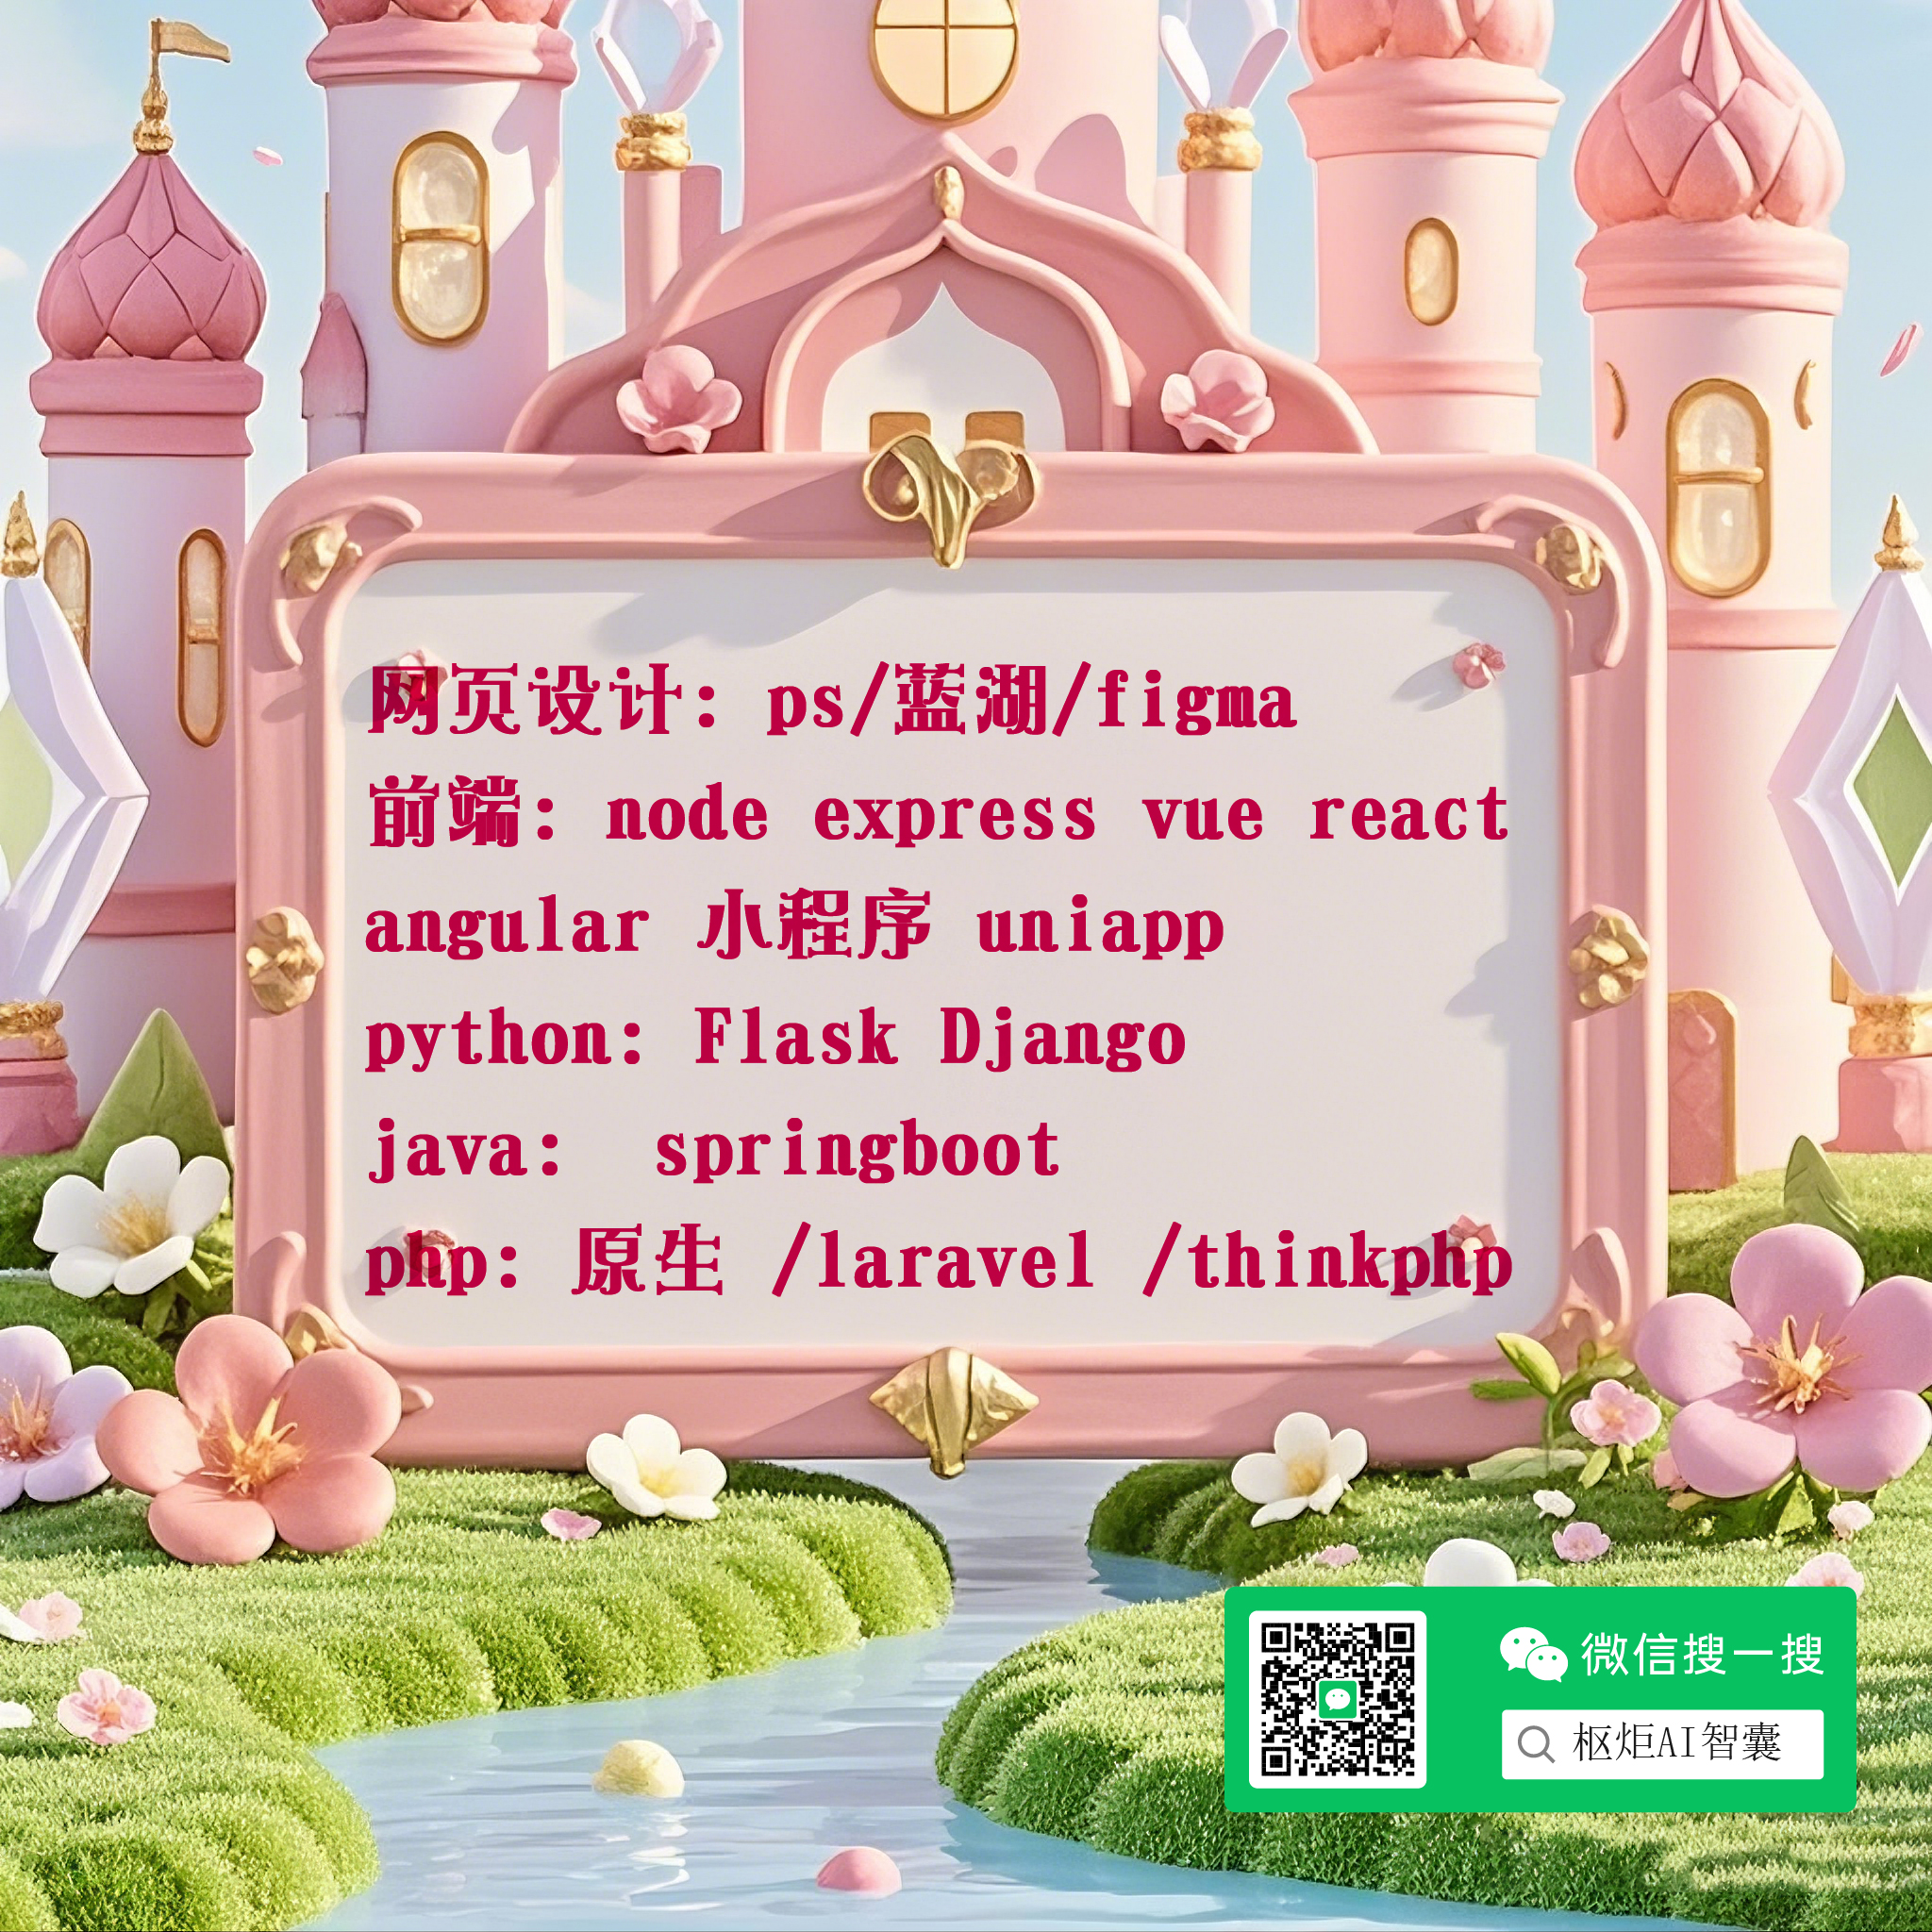 网页设计：ps/蓝湖/figma
前端：node express vue react
angular 小程序 uniapp
python：Flask Django
java： springboot
php：原生 /laravel /thinkphp
微信搜一搜
枢炬AI智囊